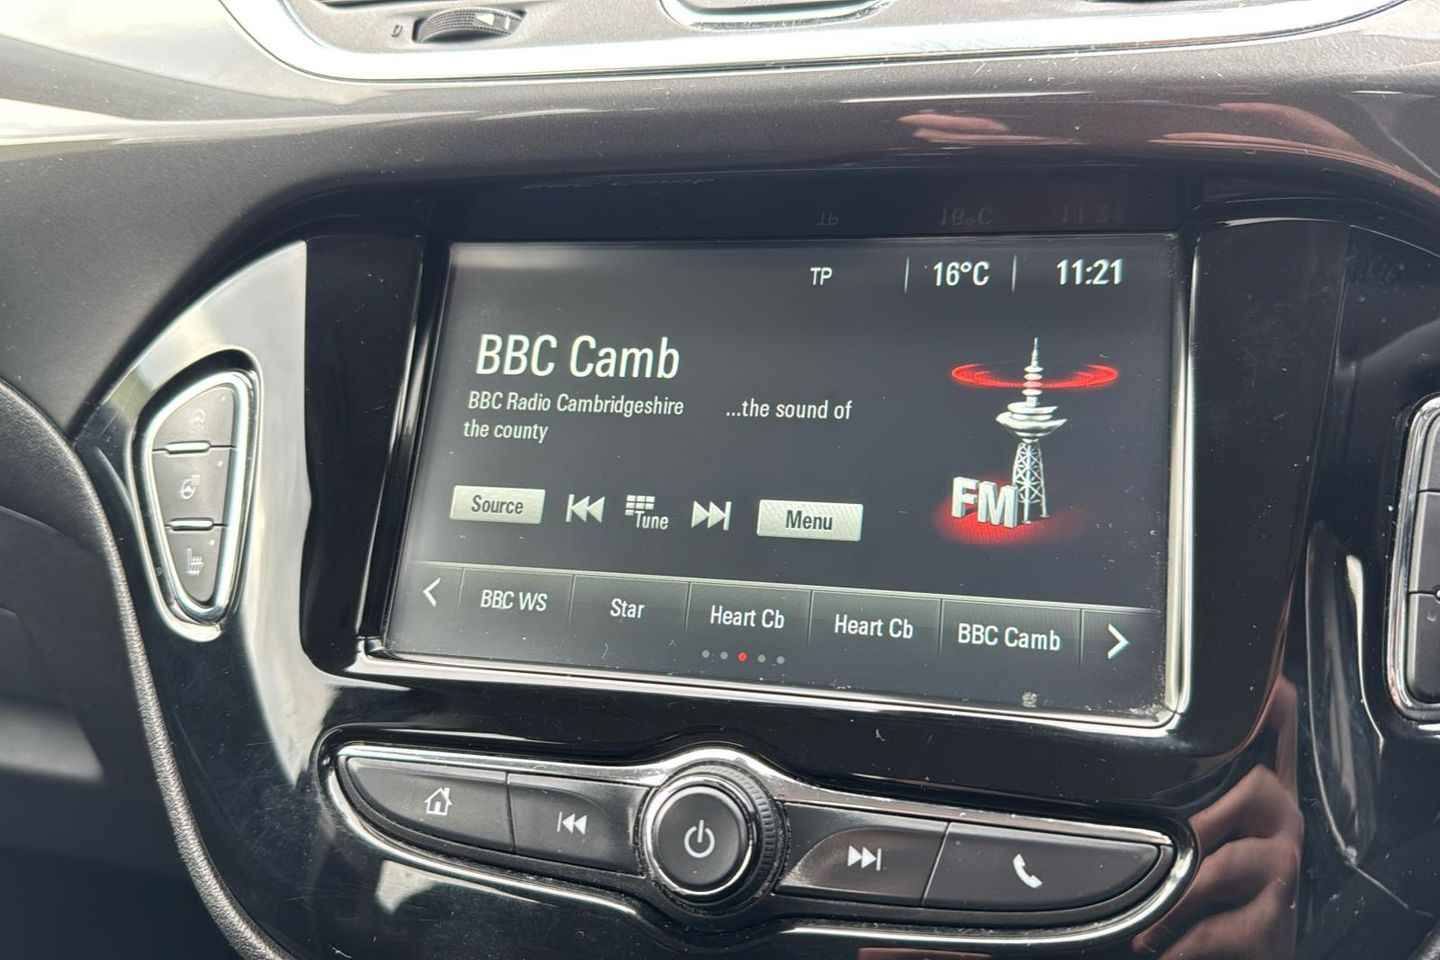 TP | 16°C | 11:21
BBC Camb
BBC Radio Cambridgeshire ...the sound of
the county
Source Tune Menu
FM
BBC WS Star Heart Cb Heart Cb BBC Camb